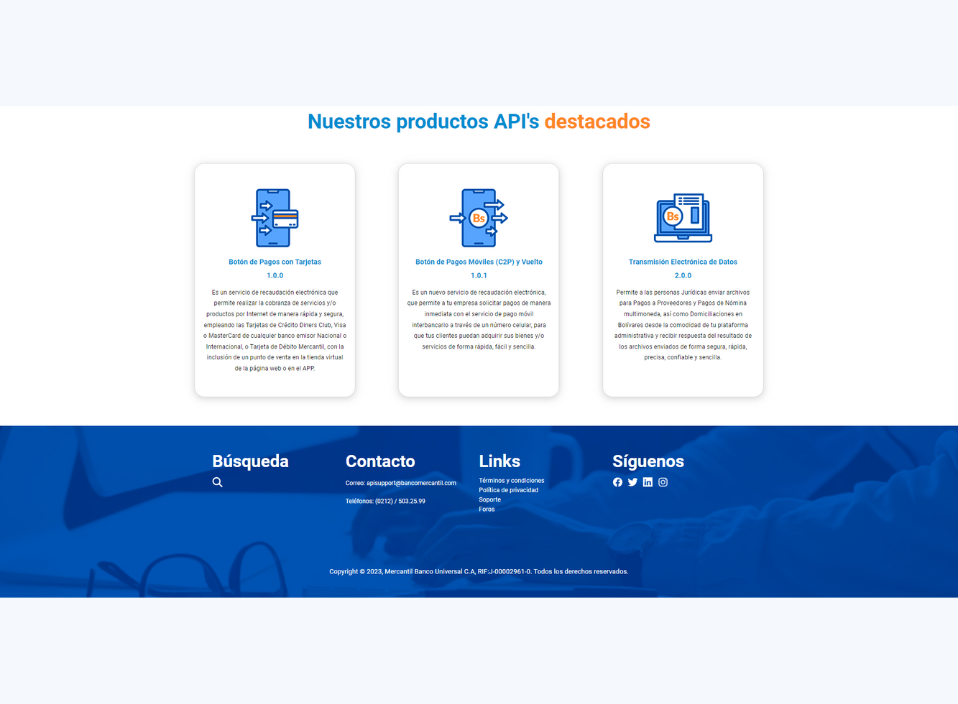 Nuestros productos API's destacados
Bs
Bs
Botón de Pagos con Tarjetas
1.0.0
Es un servicio de recaudación electrónica que
permite realizar la cobranza de servicios y/o
productos por Internet de manera rápida y segura,
empleando las Tarjetas de Crédito Diners Club, Visa
o MasterCard de cualquier banco emisor Nacional o
Internacional, o Tarjeta de Débito Mercantil, con la
inclusión de un punto de venta en la tienda virtual
de la página web o en el APP.
Botón de Pagos Móviles (C2P) y Vuelto
1.0.1
Es un nuevo servicio de recaudación electrónica,
que permite a tu empresa solicitar pagos de manera
inmediata con el servicio de pago móvil
interbancario a través de un número celular, para
que tus clientes puedan adquirir sus bienes y/o
servicios de forma rápida, fácil y sencilla.
Transmisión Electrónica de Datos
2.0.0
Permite a las personas Jurídicas enviar archivos
para Pagos a Proveedores y Pagos de Nómina
multimoneda, así como Domiciliaciones en
Bolívares desde la comodidad de tu plataforma
administrativa y recibir respuesta del resultado de
los archivos enviados de forma segura, rápida,
precisa, confiable y sencilla.
Búsqueda
Contacto
Correo: apisupport@bancomercantil.com
Teléfonos: (0212) / 503.25.99
Links
Términos y condiciones
Política de privacidad
Soporte
Foros
Síguenos
Copyright © 2023, Mercantil Banco Universal C.A, RIF:J-00002961-0. Todos los derechos reservados.